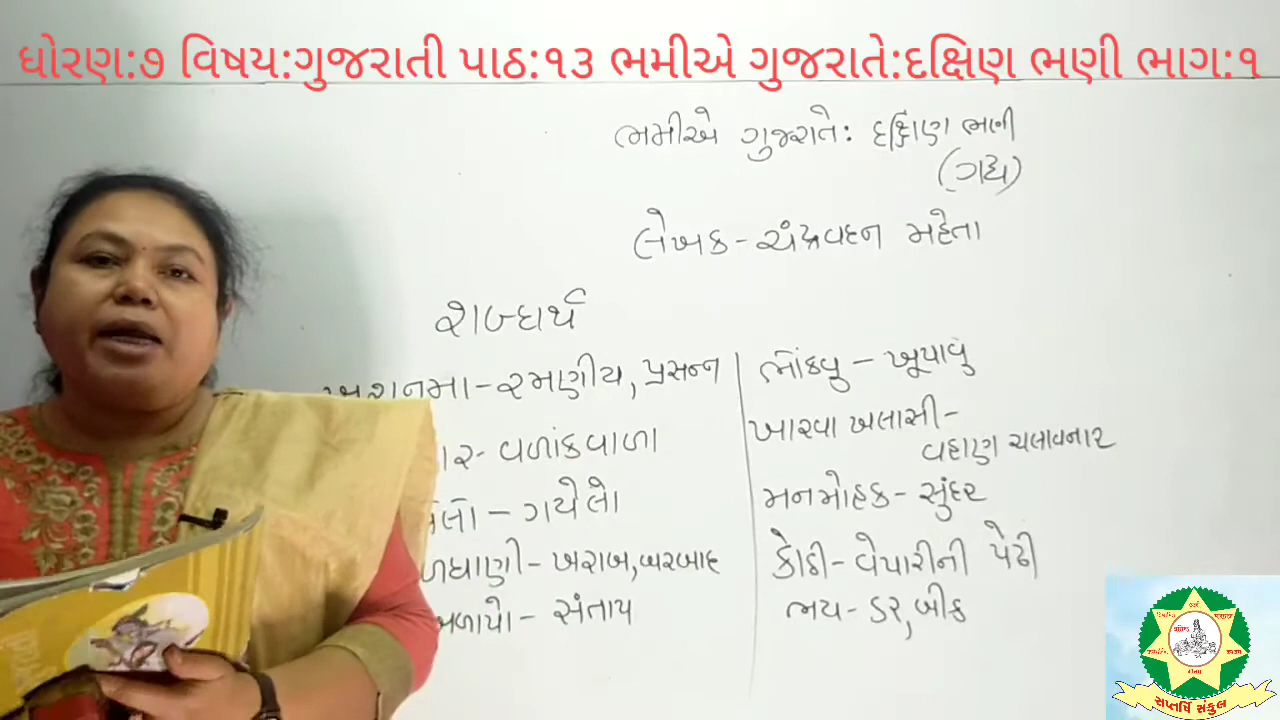 ધોરણ:૭ વિષય:ગુજરાતી પાઠ:૧૩ ભમીએ ગુજરાતે:દક્ષિણ ભણી ભાગ:૧
ભમીએ ગુજરાતે: દક્ષિણ ભણી
(ગદ્ય)
લેખક - ચંદ્રવદન મહેતા
શબ્દાર્થ
ખુશનુમા - રમણીય, પ્રસન્ન
- વળાંકવાળા
- ગયેલો
- ખરાબ, બરબાદ
- સંતાપ
ભોંકવુ - ખૂપાવું
ખારવા ખલાસી -
વહાણ ચલાવનાર
મનમોહક - સુંદર
કોઠી - વેપારીની પેઢી
ભય - ડર, બીક
સપ્તર્ષિ સંકુલ